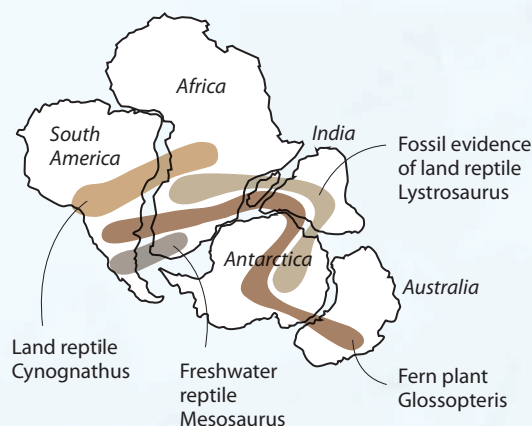 Africa
South
America
India
Fossil evidence
of land reptile
Lystrosaurus
Antarctica
Australia
Land reptile
Cynognathus
Freshwater
reptile
Mesosaurus
Fern plant
Glossopteris